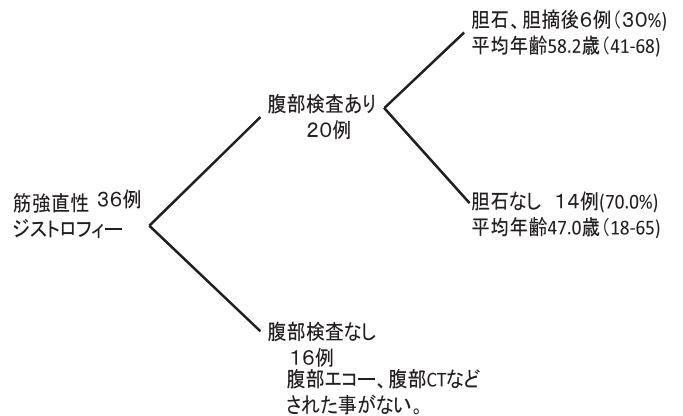 胆石、胆摘後6例(30%)
平均年齢58.2歳(41-68)
腹部検査あり
20例
筋強直性 36例
ジストロフィー
胆石なし 14例(70.0%)
平均年齢47.0歳(18-65)
腹部検査なし
16例
腹部エコー、腹部CTなど
された事がない。